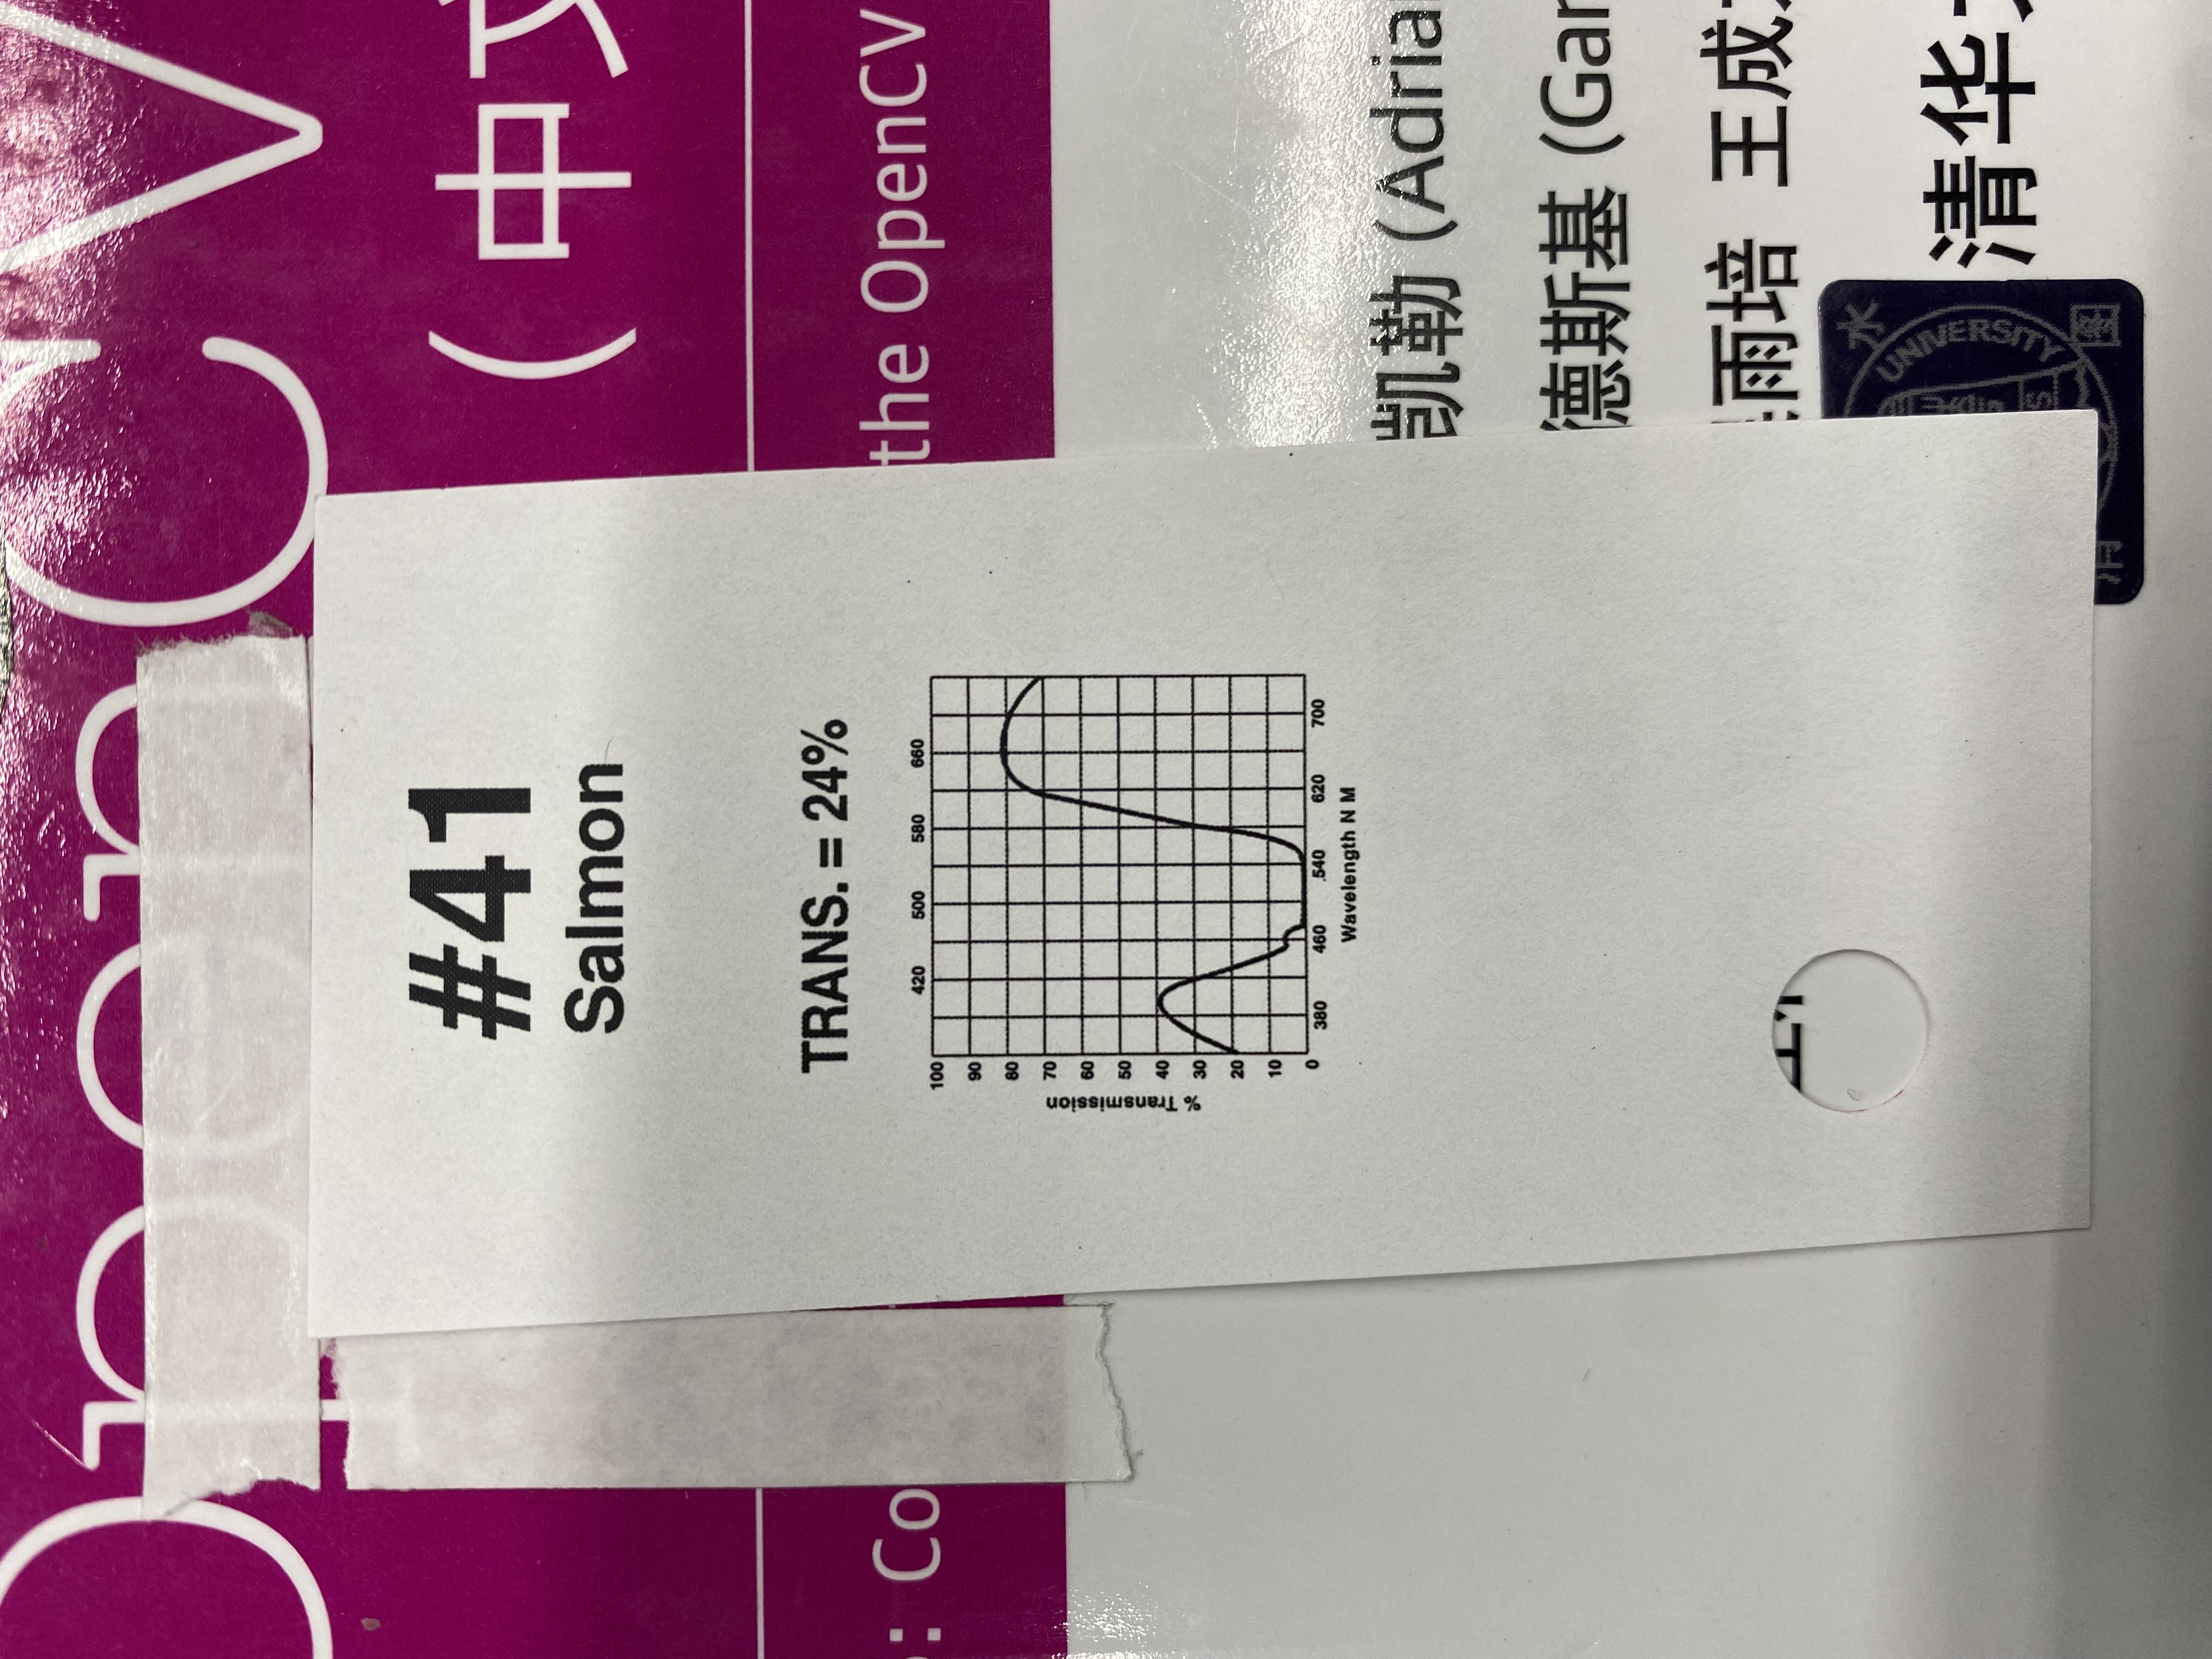 OpenCV
(中
#41
Salmon
: Co
the OpenCV
TRANS. = 24%
420 500 580 660
100
90
80
70
60
50
40
30
20
10
0
% Transmission
380 460 .540 620 700
Wavelength N M
凯勒 (Adria
德斯基 (Gar
雨培 王成
水
UNIVERSITY
清华
清